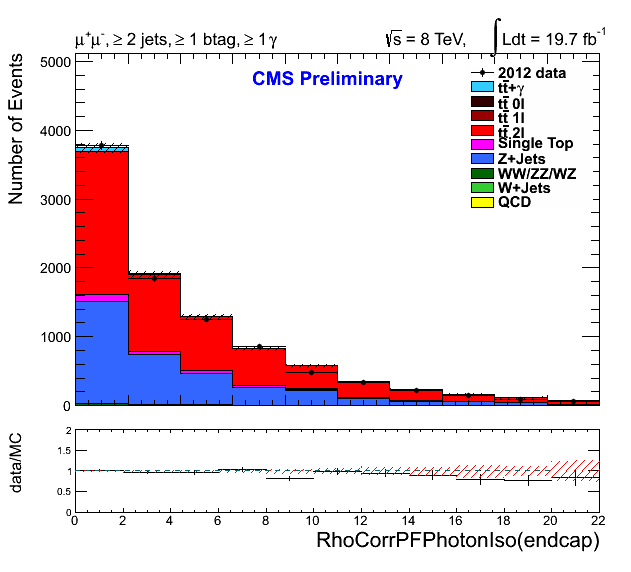 μ⁺μ⁻, ≥ 2 jets, ≥ 1 btag, ≥ 1 γ
√s = 8 TeV, ∫ Ldt = 19.7 fb⁻¹
CMS Preliminary
2012 data
tt̄+γ
tt̄ 0l
tt̄ 1l
tt̄ 2l
Single Top
Z+Jets
WW/ZZ/WZ
W+Jets
QCD
Number of Events
5000
4000
3000
2000
1000
0
data/MC
2
1.5
1
0.5
0
0 2 4 6 8 10 12 14 16 18 20 22
RhoCorrPFPhotonIso(endcap)